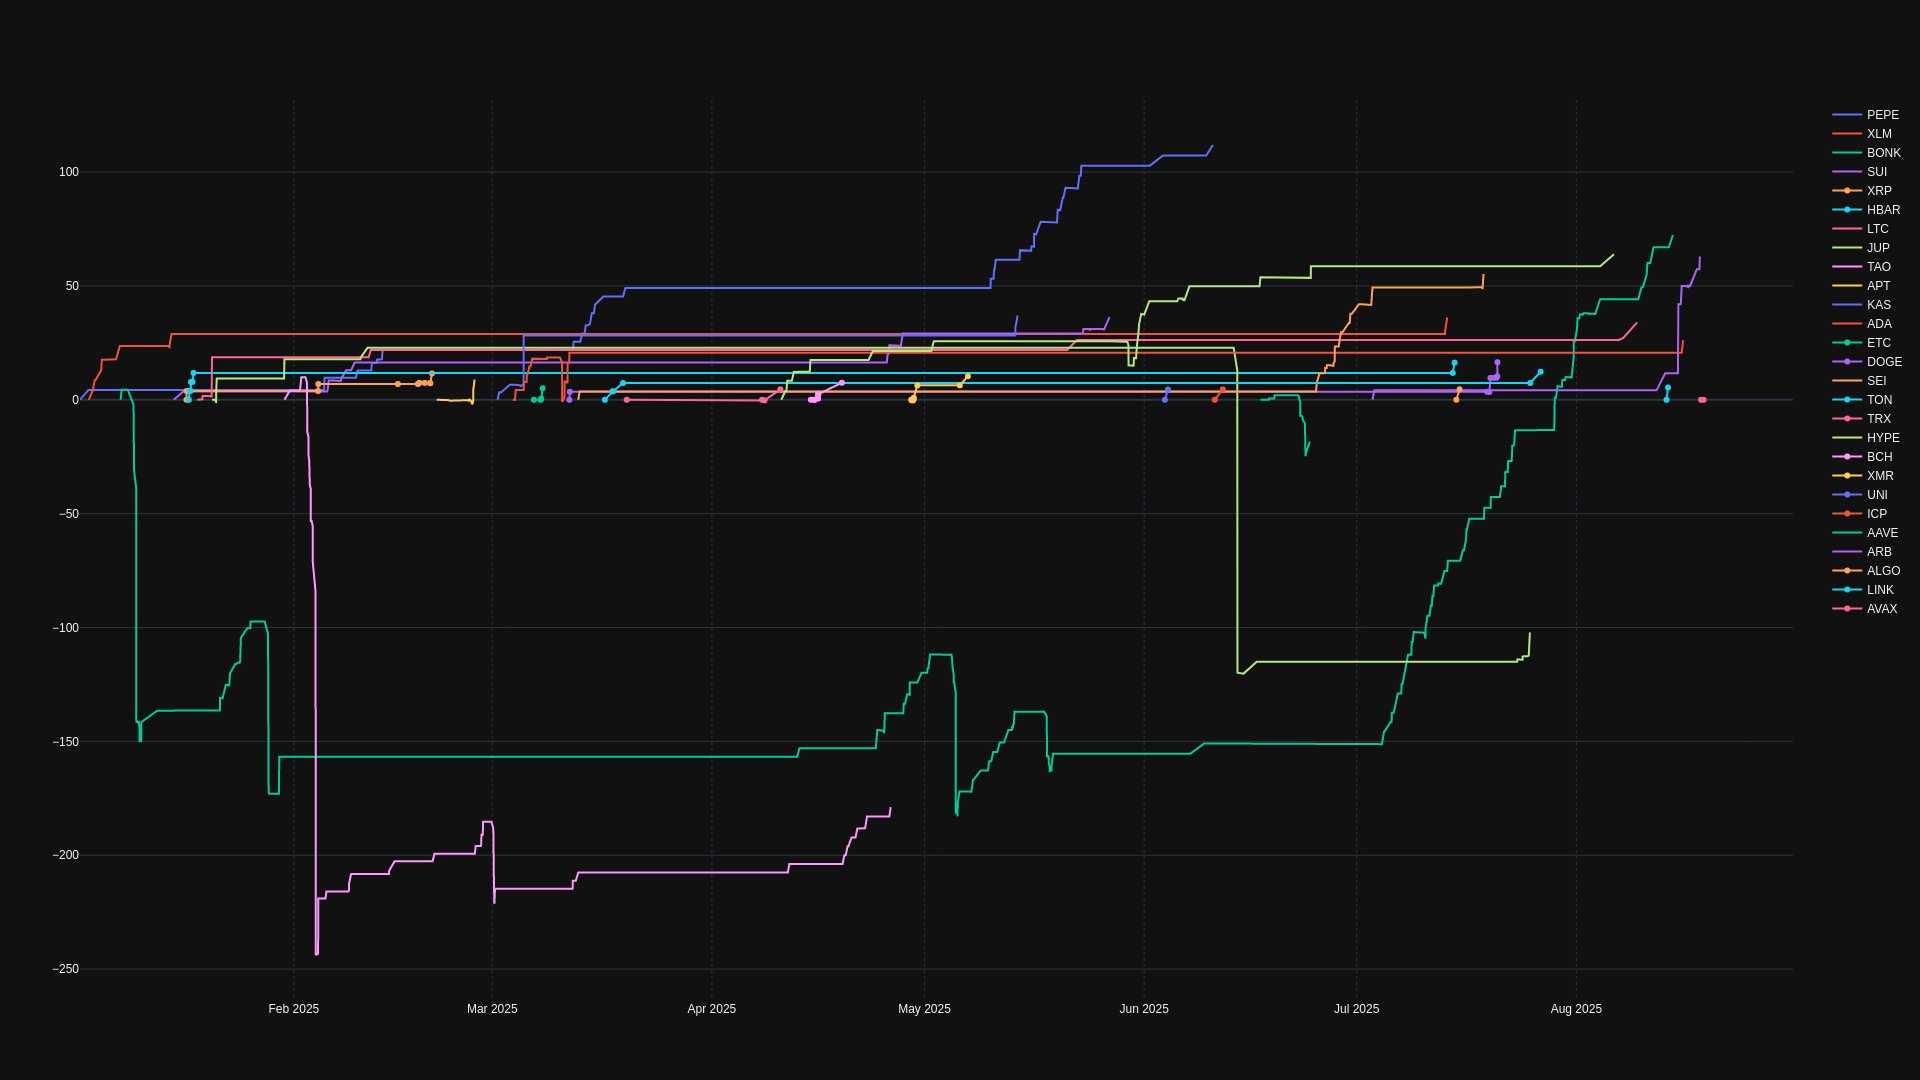 100
50
0
−50
−100
−150
−200
−250
Feb 2025
Mar 2025
Apr 2025
May 2025
Jun 2025
Jul 2025
Aug 2025
PEPE
XLM
BONK
SUI
XRP
HBAR
LTC
JUP
TAO
APT
KAS
ADA
ETC
DOGE
SEI
TON
TRX
HYPE
BCH
XMR
UNI
ICP
AAVE
ARB
ALGO
LINK
AVAX